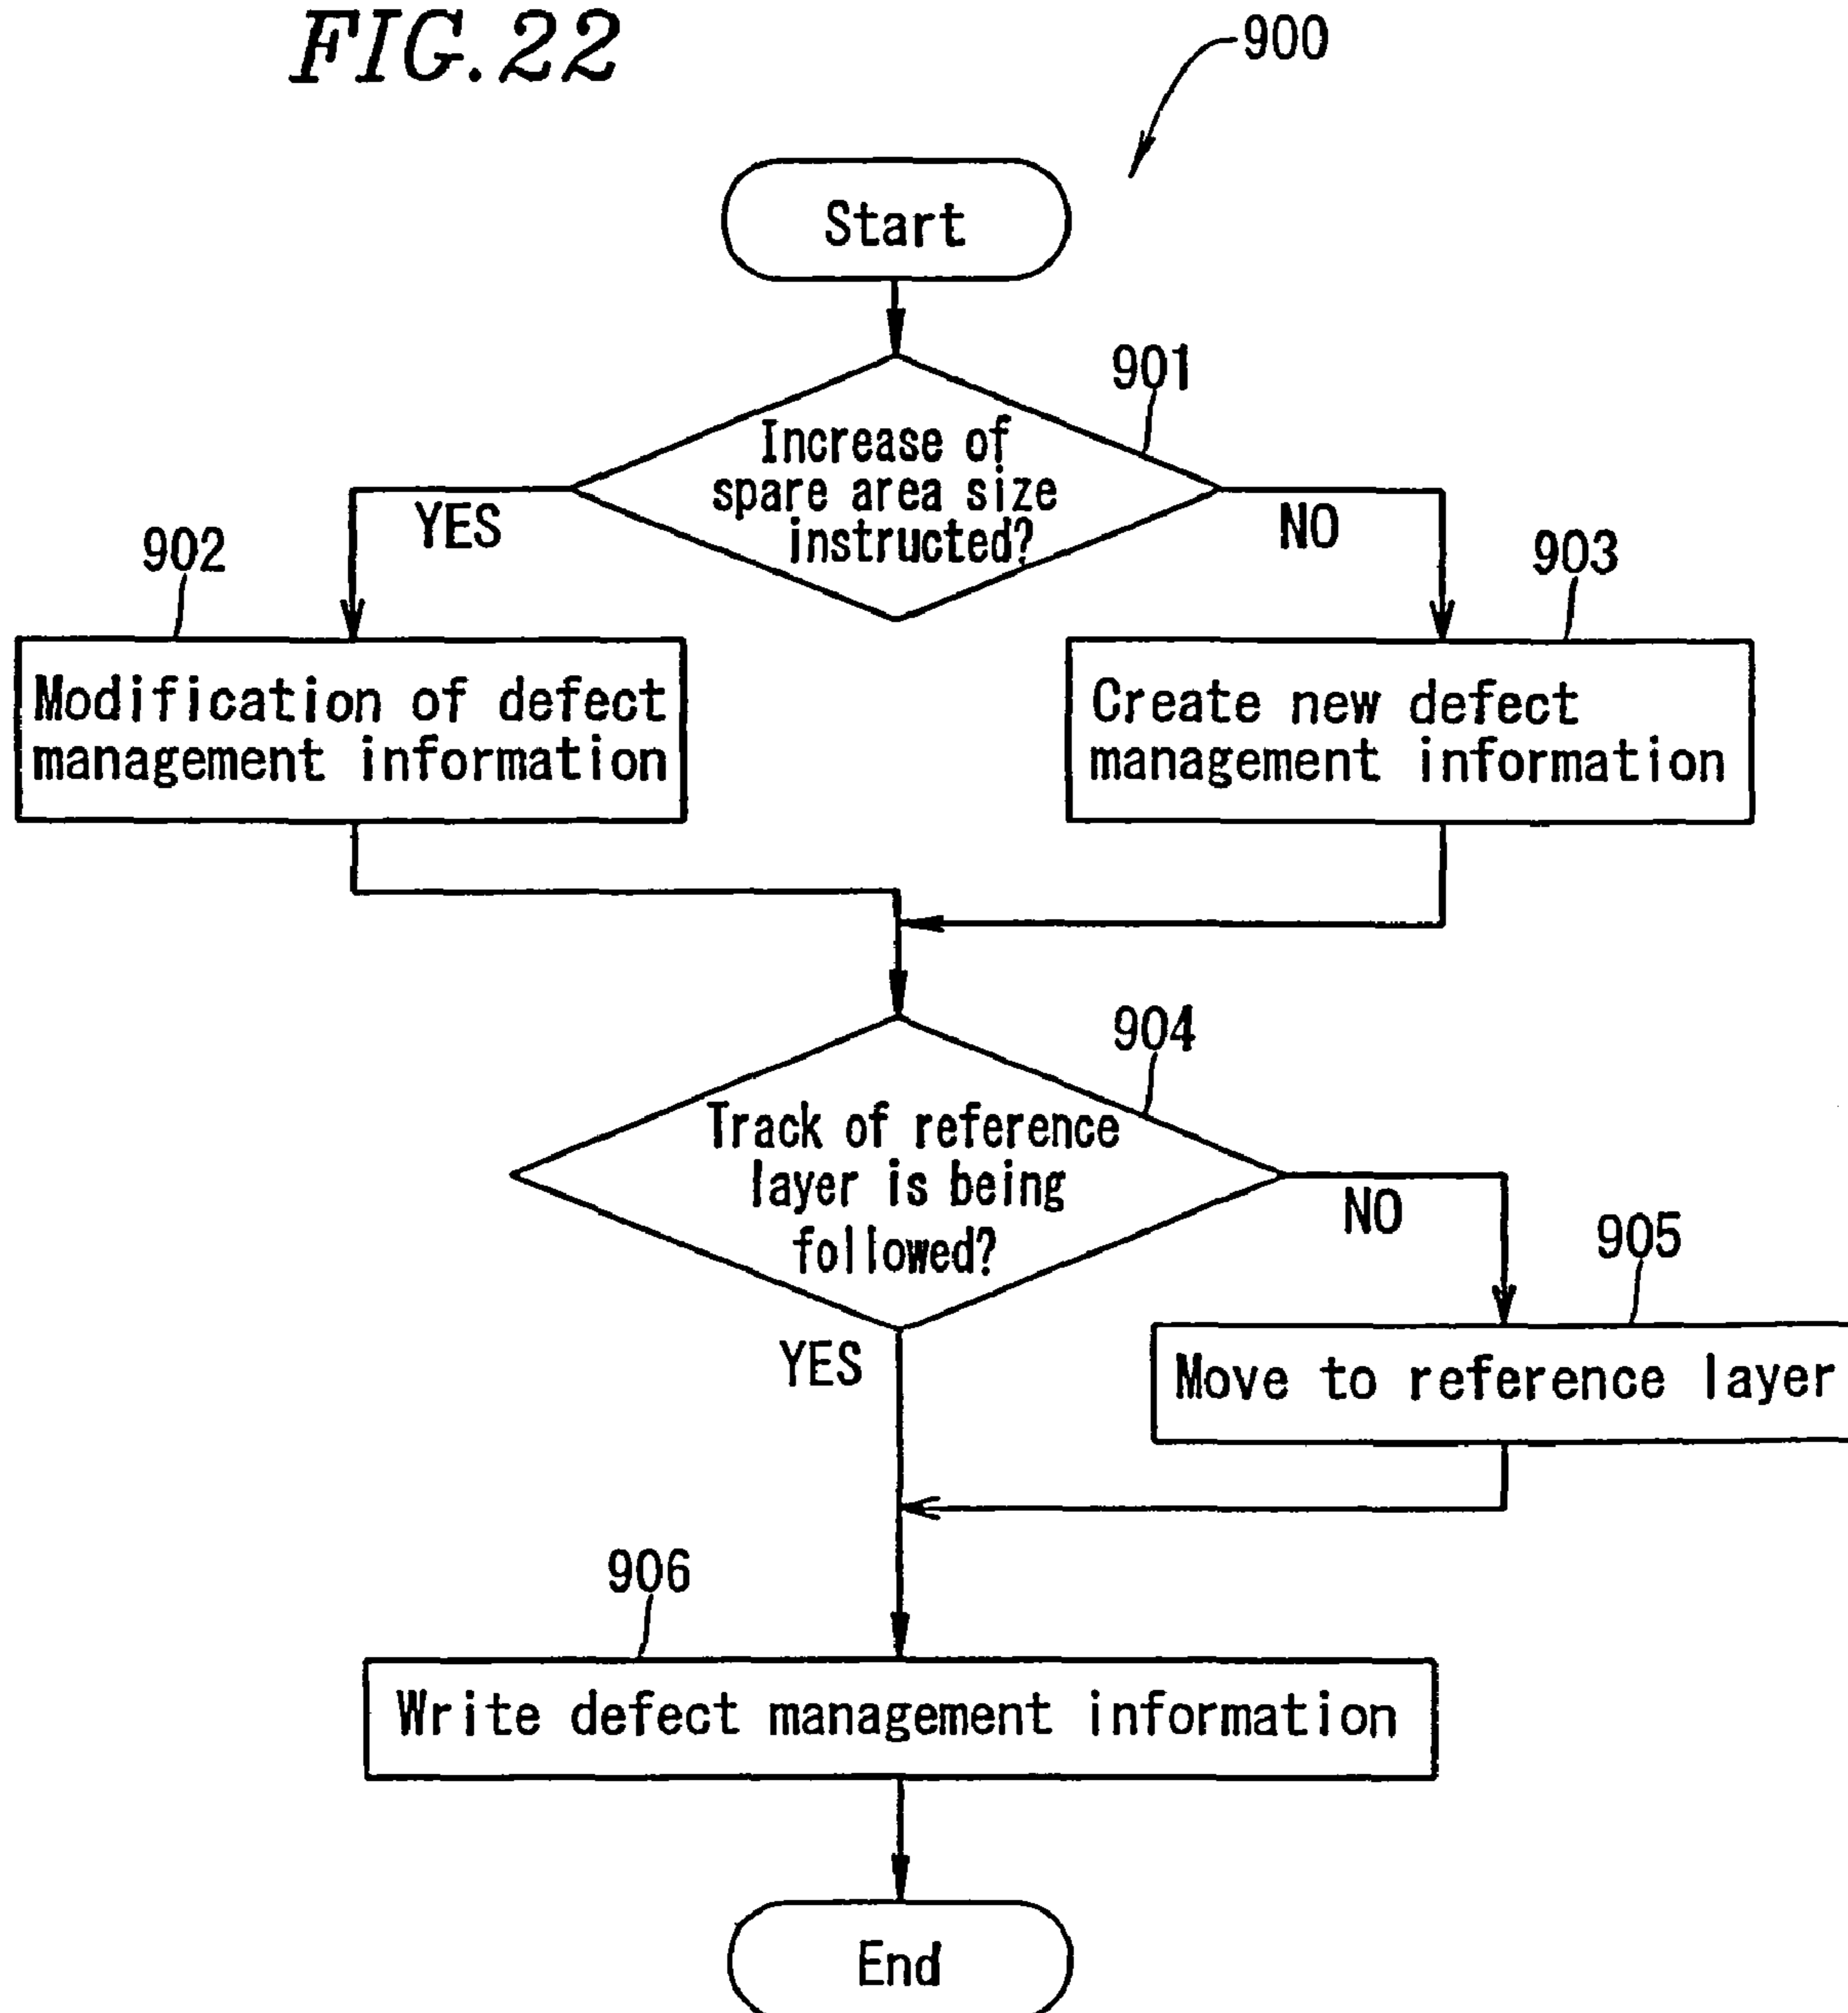 FIG.22
900
Start
901
Increase of
spare area size
instructed?
YES
NO
902
903
Modification of defect
management information
Create new defect
management information
904
Track of reference
layer is being
followed?
NO
905
YES
Move to reference layer
906
Write defect management information
End